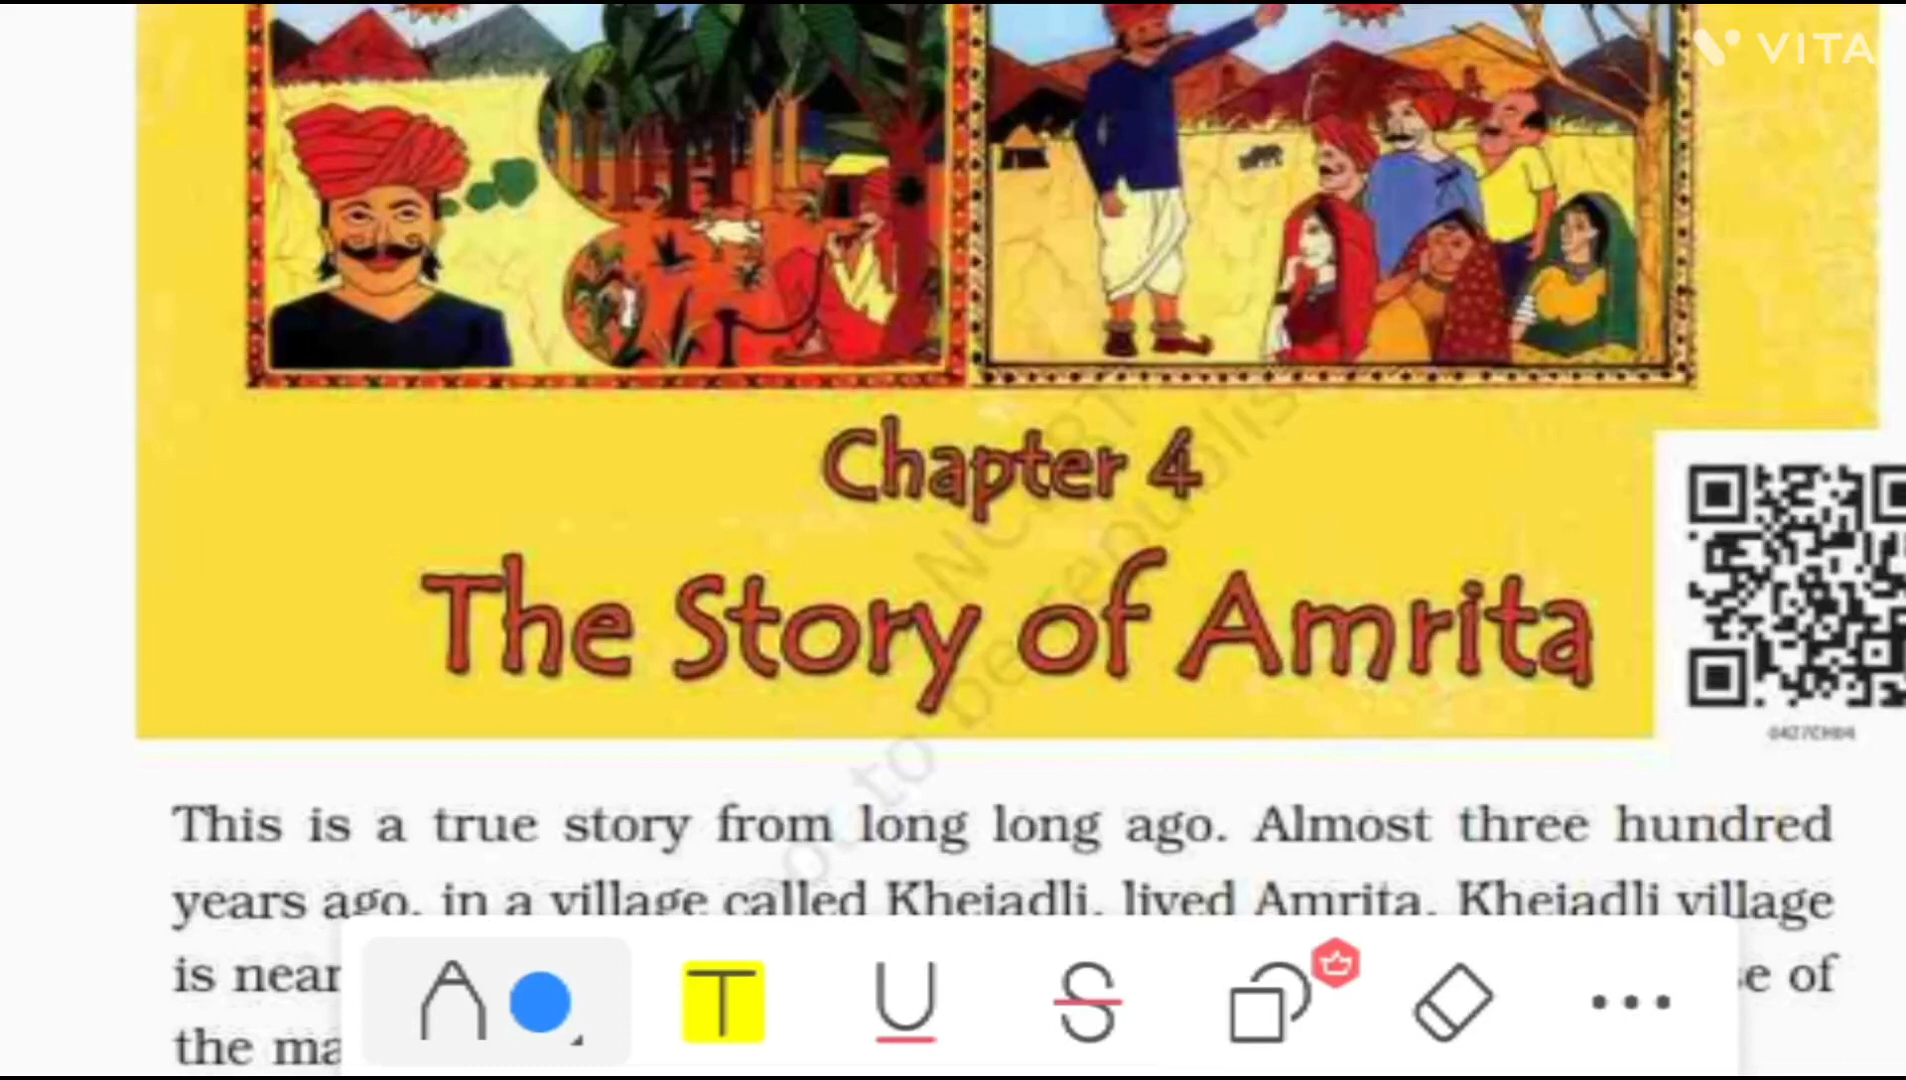 VITA
Chapter 4
The Story of Amrita
0427CH04
This is a true story from long long ago. Almost three hundred
years ago, in a village called Khejadli, lived Amrita. Khejadli village
is near
of
the